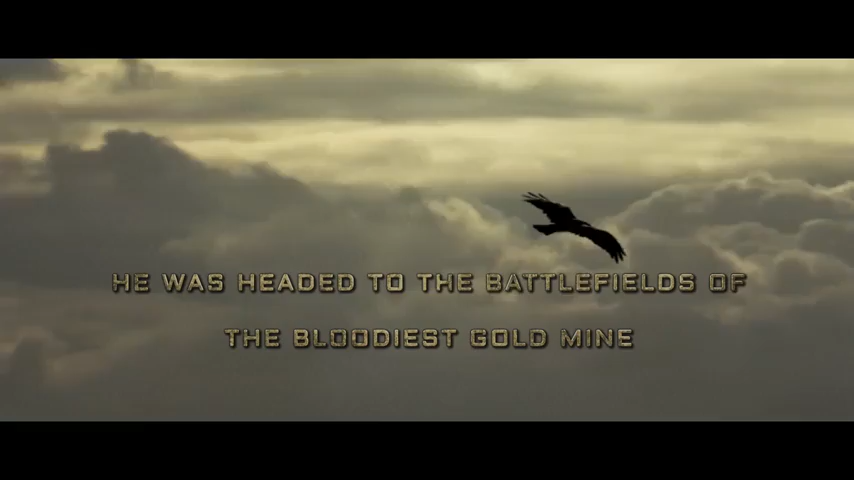 HE WAS HEADED TO THE BATTLEFIELDS OF
THE BLOODIEST GOLD MINE